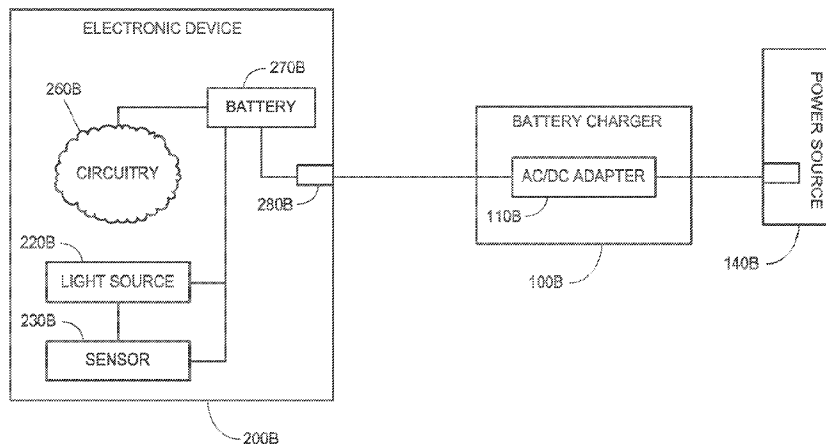 ELECTRONIC DEVICE
270B
260B
BATTERY
CIRCUITRY
280B
220B
LIGHT SOURCE
230B
SENSOR
200B
BATTERY CHARGER
AC/DC ADAPTER
110B
100B
POWER SOURCE
140B